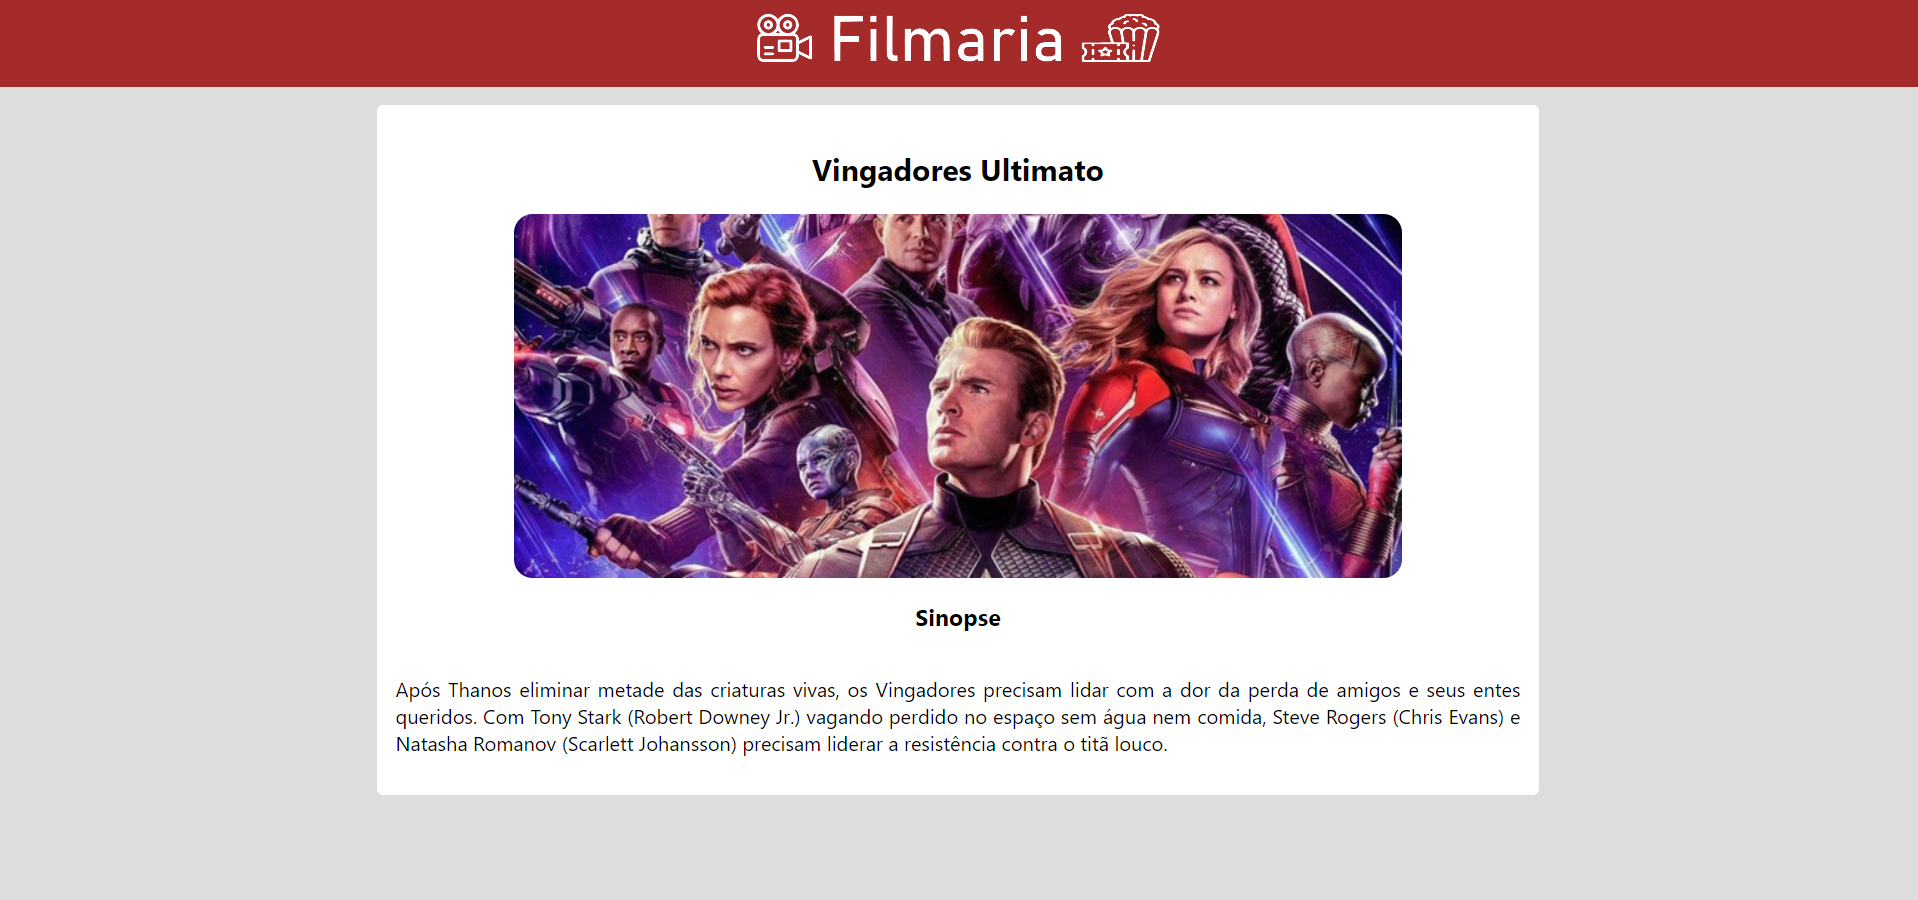 Filmaria
Vingadores Ultimato
Sinopse
Após Thanos eliminar metade das criaturas vivas, os Vingadores precisam lidar com a dor da perda de amigos e seus entes
queridos. Com Tony Stark (Robert Downey Jr.) vagando perdido no espaço sem água nem comida, Steve Rogers (Chris Evans) e
Natasha Romanov (Scarlett Johansson) precisam liderar a resistência contra o titã louco.